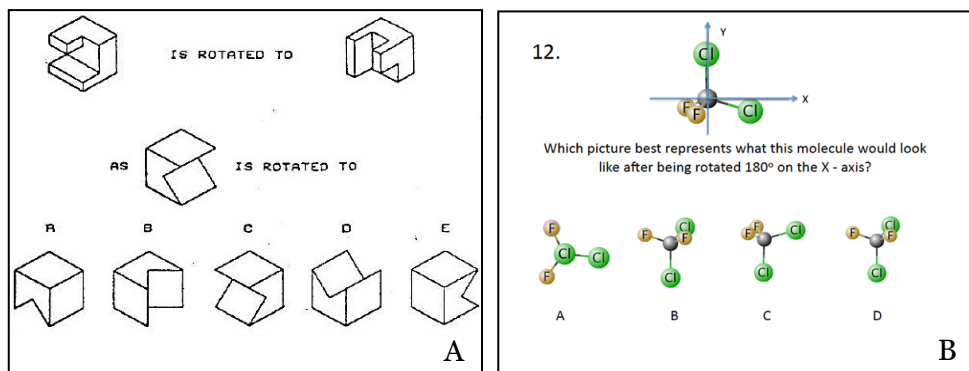 IS ROTATED TO
AS IS ROTATED TO
A B C D E
A
12.
Y
Cl
X
F
F
Cl
Which picture best represents what this molecule would look
like after being rotated 180° on the X - axis?
F
Cl Cl
F
F Cl
F
Cl
F F Cl
Cl
F Cl
F
Cl
A B C D
B